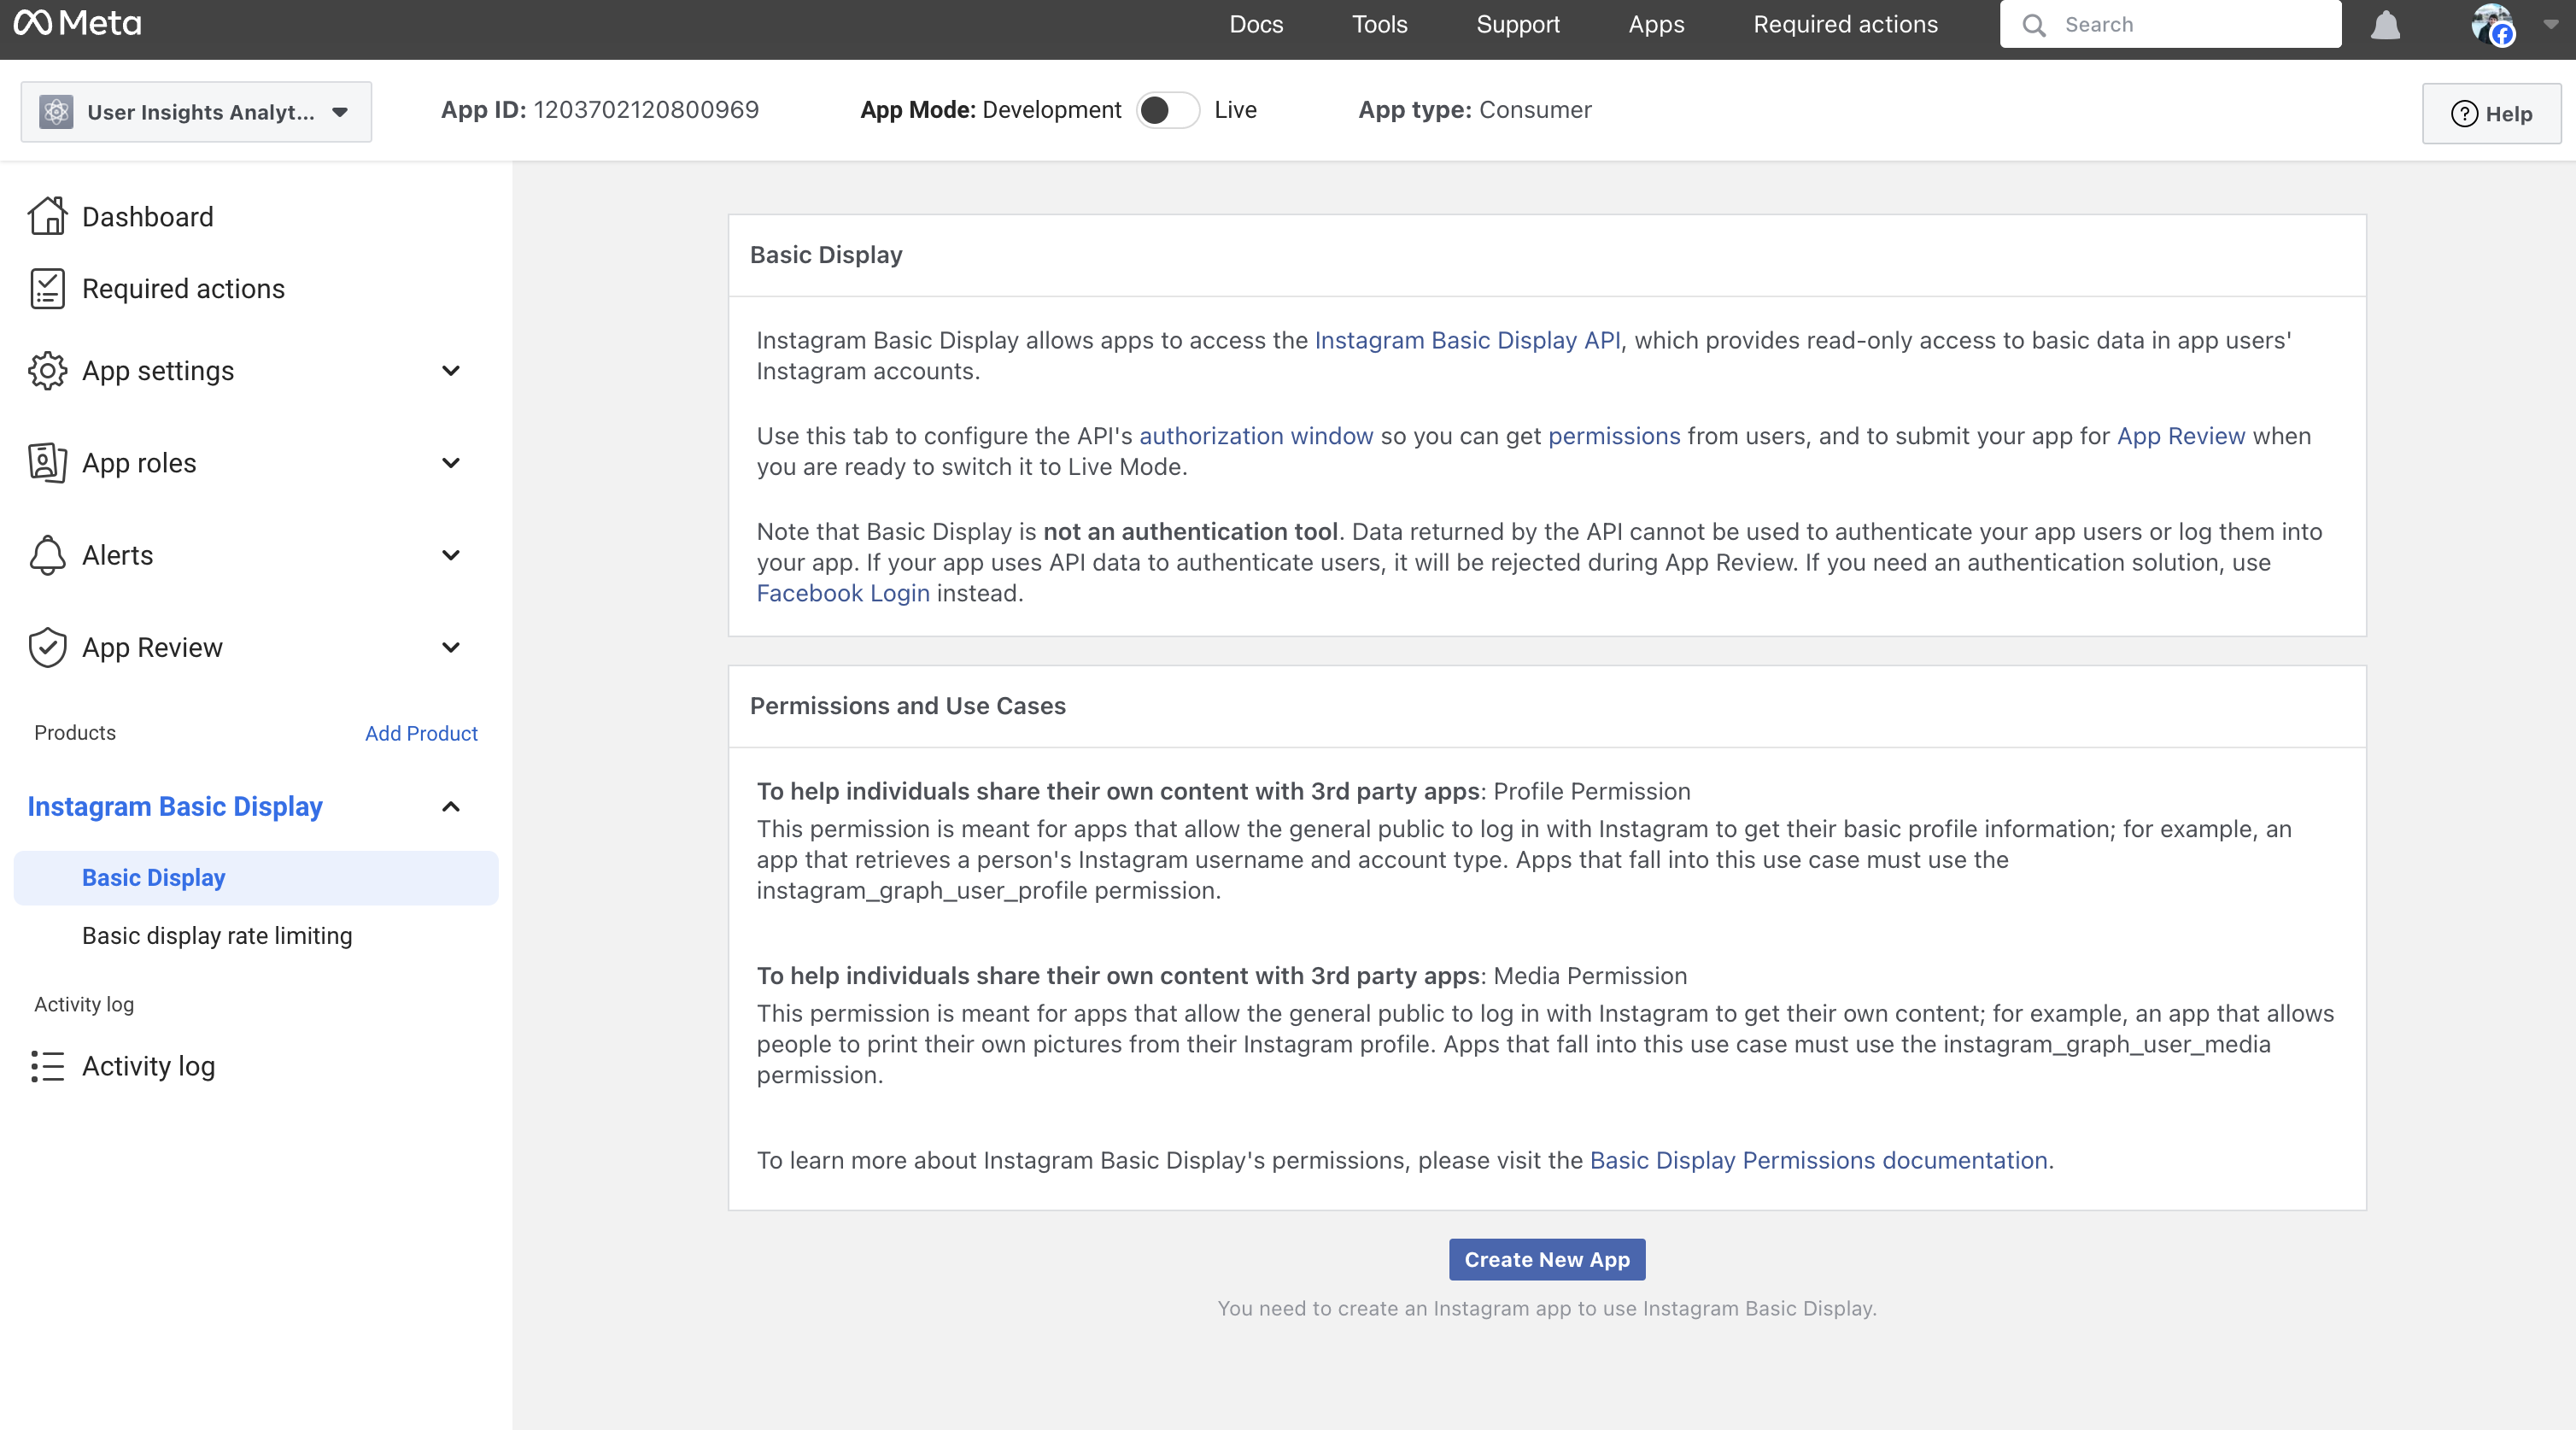 Meta
Docs
Tools
Support
Apps
Required actions
Search
User Insights Analyt...
App ID: 1203702120800969
App Mode: Development
Live
App type: Consumer
Help
Dashboard
Required actions
App settings
App roles
Alerts
App Review
Products
Add Product
Instagram Basic Display
Basic Display
Basic display rate limiting
Activity log
Activity log
Basic Display
Instagram Basic Display allows apps to access the Instagram Basic Display API, which provides read-only access to basic data in app users'
Instagram accounts.
Use this tab to configure the API's authorization window so you can get permissions from users, and to submit your app for App Review when
you are ready to switch it to Live Mode.
Note that Basic Display is not an authentication tool. Data returned by the API cannot be used to authenticate your app users or log them into
your app. If your app uses API data to authenticate users, it will be rejected during App Review. If you need an authentication solution, use
Facebook Login instead.
Permissions and Use Cases
To help individuals share their own content with 3rd party apps: Profile Permission
This permission is meant for apps that allow the general public to log in with Instagram to get their basic profile information; for example, an
app that retrieves a person's Instagram username and account type. Apps that fall into this use case must use the
instagram_graph_user_profile permission.
To help individuals share their own content with 3rd party apps: Media Permission
This permission is meant for apps that allow the general public to log in with Instagram to get their own content; for example, an app that allows
people to print their own pictures from their Instagram profile. Apps that fall into this use case must use the instagram_graph_user_media
permission.
To learn more about Instagram Basic Display's permissions, please visit the Basic Display Permissions documentation.
Create New App
You need to create an Instagram app to use Instagram Basic Display.